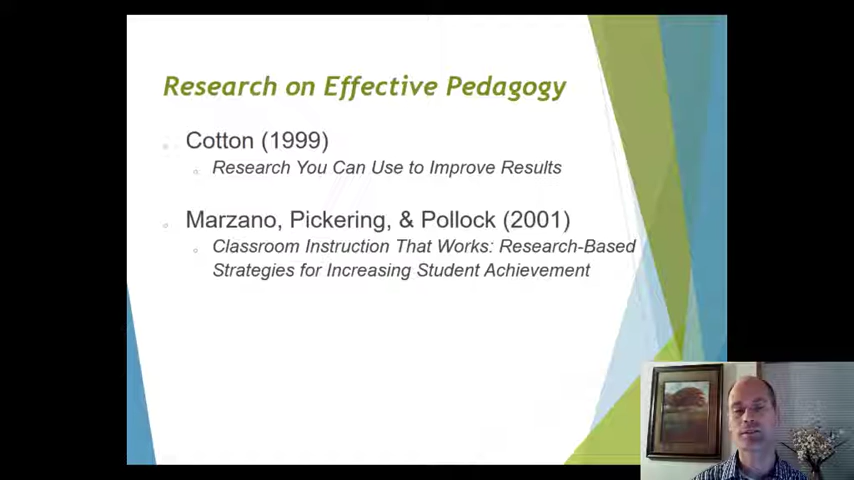 Research on Effective Pedagogy
Cotton (1999)
Research You Can Use to Improve Results
Marzano, Pickering, & Pollock (2001)
Classroom Instruction That Works: Research-Based
Strategies for Increasing Student Achievement